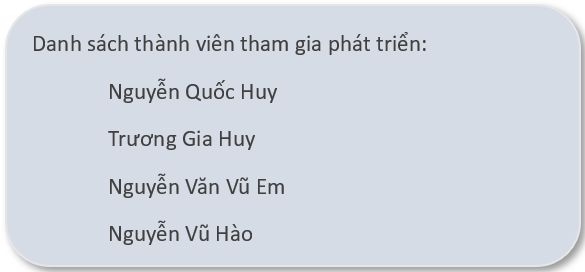 Danh sách thành viên tham gia phát triển:
Nguyễn Quốc Huy
Trương Gia Huy
Nguyễn Văn Vũ Em
Nguyễn Vũ Hào